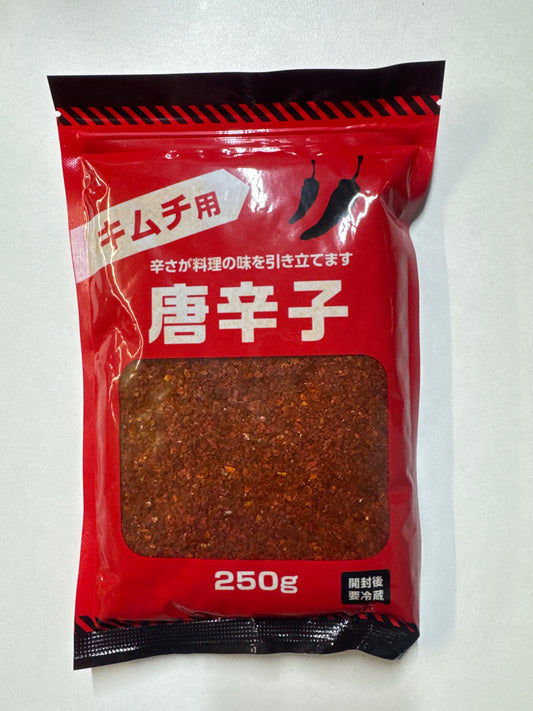 キムチ用
辛さが料理の味を引き立てます
唐辛子
250g
開封後
要冷蔵